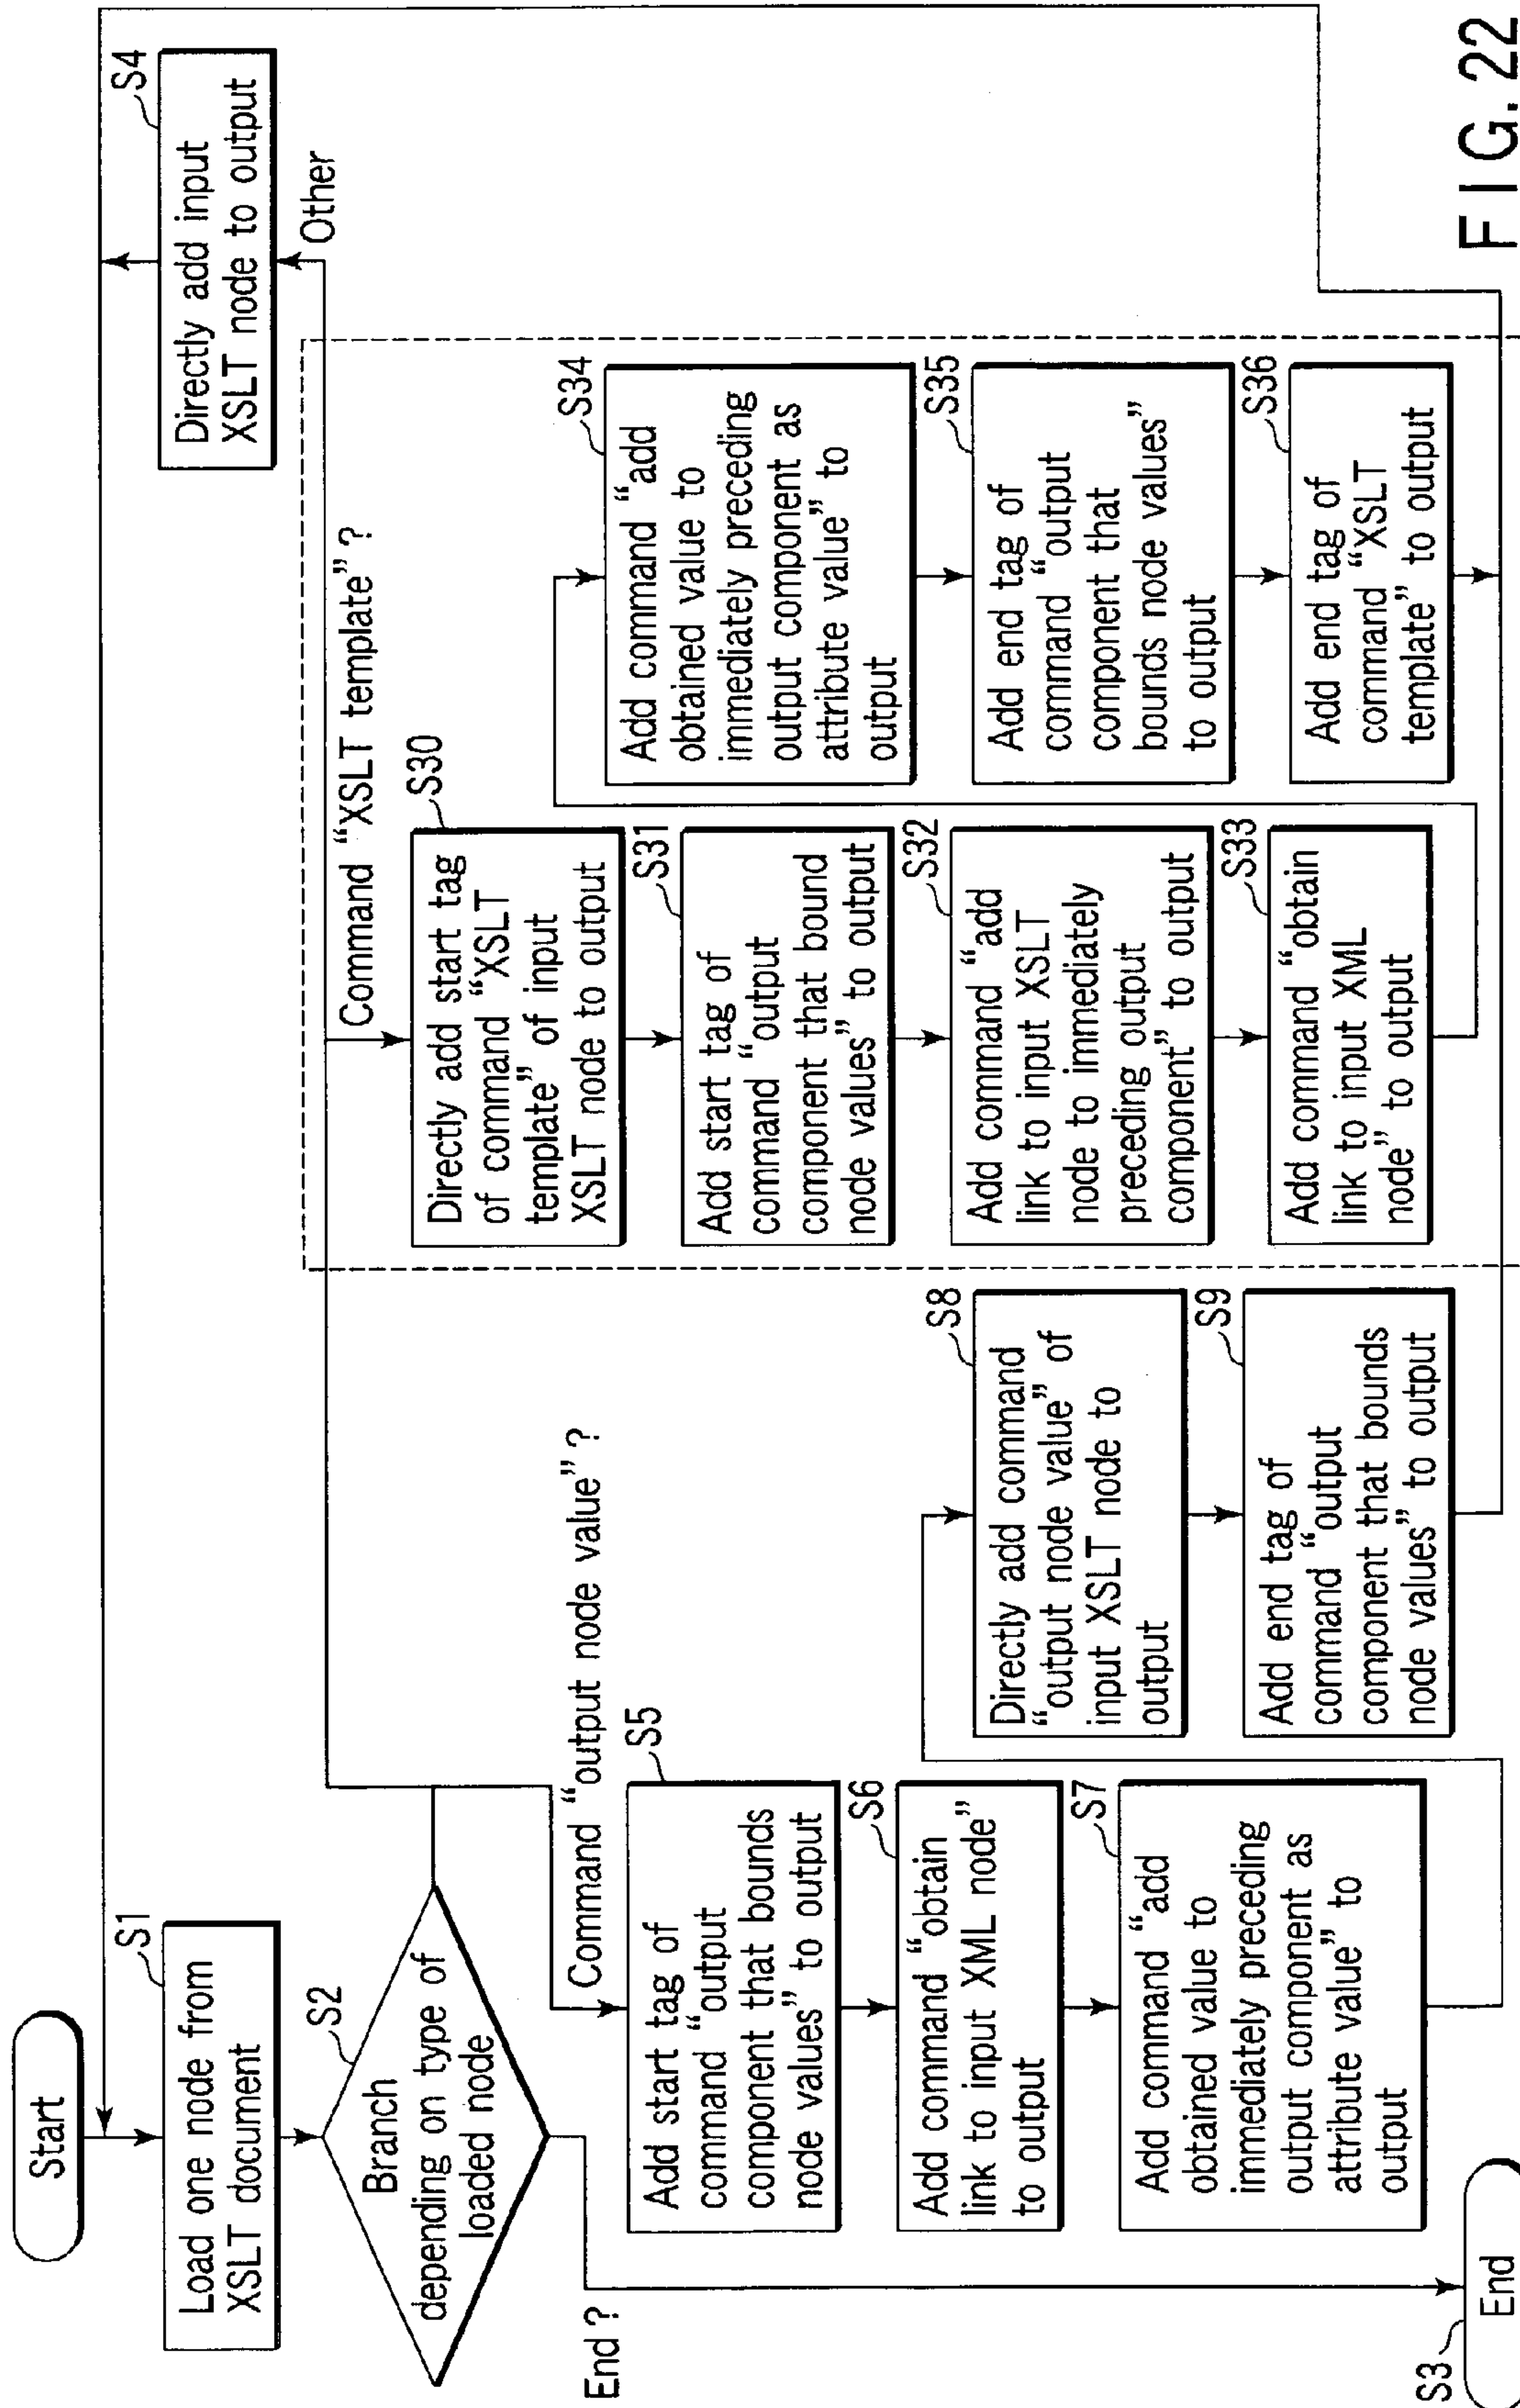 Start
S1
Load one node from
XSLT document
S2
Branch
depending on type of
loaded node
End ?
S3
End
Command “output node value” ?
S5
Add start tag of
command “output
component that bounds
node values” to output
S6
Add command “obtain
link to input XML node”
to output
S7
Add command “add
obtained value to
immediately preceding
output component as
attribute value” to
output
S8
Directly add command
“output node value” of
input XSLT node to
output
S9
Add end tag of
command “output
component that bounds
node values” to output
Command “XSLT template” ?
S30
Directly add start tag
of command “XSLT
template” of input
XSLT node to output
S31
Add start tag of
command “output
component that bound
node values” to output
S32
Add command “add
link to input XSLT
node to immediately
preceding output
component” to output
S33
Add command “obtain
link to input XML
node” to output
S34
Add command “add
obtained value to
immediately preceding
output component as
attribute value” to
output
S35
Add end tag of
command “output
component that
bounds node values”
to output
S36
Add end tag of
command “XSLT
template” to output
Other
S4
Directly add input
XSLT node to output
FIG. 22